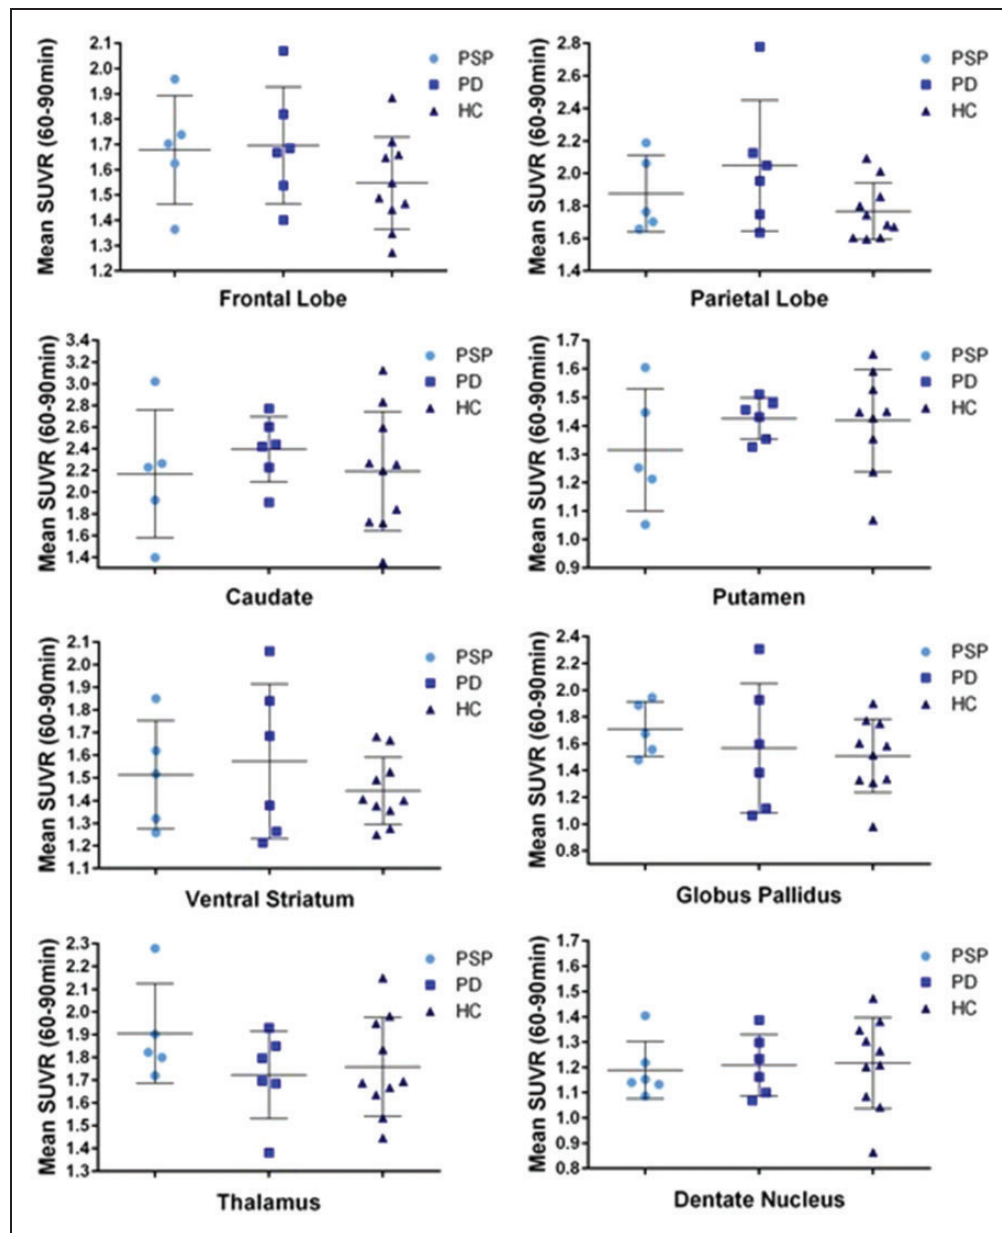 Mean SUVR (60-90min)
2.1
2.0
1.9
1.8
1.7
1.6
1.5
1.4
1.3
1.2
PSP
PD
HC
Frontal Lobe
Mean SUVR (60-90min)
2.8
2.6
2.4
2.2
2.0
1.8
1.6
1.4
PSP
PD
HC
Parietal Lobe
Mean SUVR (60-90min)
3.4
3.2
3.0
2.8
2.6
2.4
2.2
2.0
1.8
1.6
1.4
PSP
PD
HC
Caudate
Mean SUVR (60-90min)
1.7
1.6
1.5
1.4
1.3
1.2
1.1
1.0
0.9
PSP
PD
HC
Putamen
Mean SUVR (60-90min)
2.1
2.0
1.9
1.8
1.7
1.6
1.5
1.4
1.3
1.2
1.1
PSP
PD
HC
Ventral Striatum
Mean SUVR (60-90min)
2.4
2.2
2.0
1.8
1.6
1.4
1.2
1.0
0.8
PSP
PD
HC
Globus Pallidus
Mean SUVR (60-90min)
2.3
2.2
2.1
2.0
1.9
1.8
1.7
1.6
1.5
1.4
1.3
PSP
PD
HC
Thalamus
Mean SUVR (60-90min)
1.7
1.6
1.5
1.4
1.3
1.2
1.1
1.0
0.9
0.8
PSP
PD
HC
Dentate Nucleus